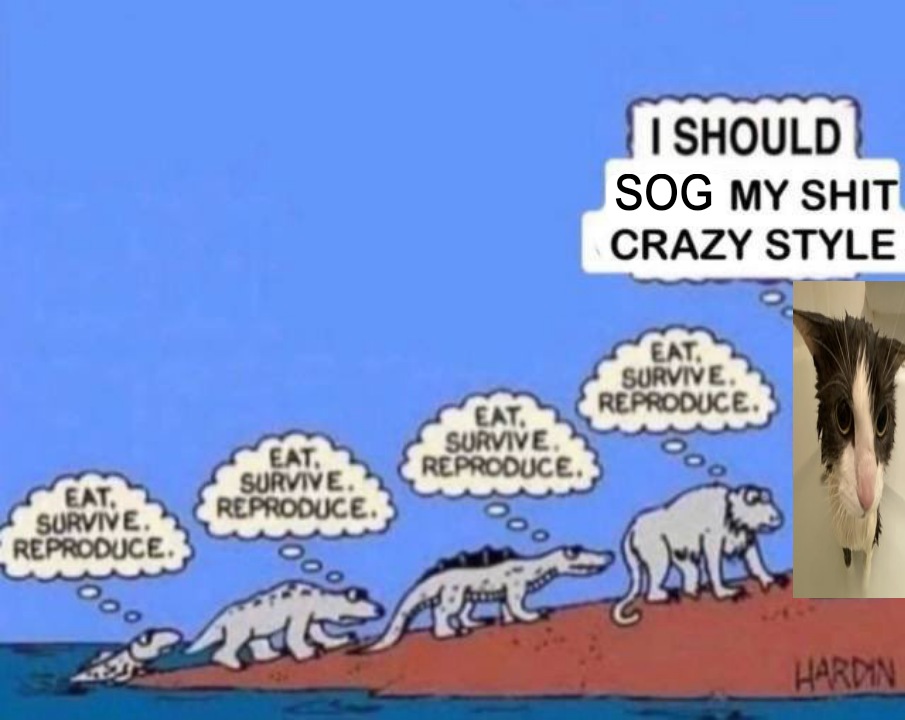 I SHOULD
SOG MY SHIT
CRAZY STYLE
EAT.
SURVIVE.
REPRODUCE.
EAT.
SURVIVE.
REPRODUCE.
EAT.
SURVIVE.
REPRODUCE.
EAT.
SURVIVE.
REPRODUCE.
HARDIN